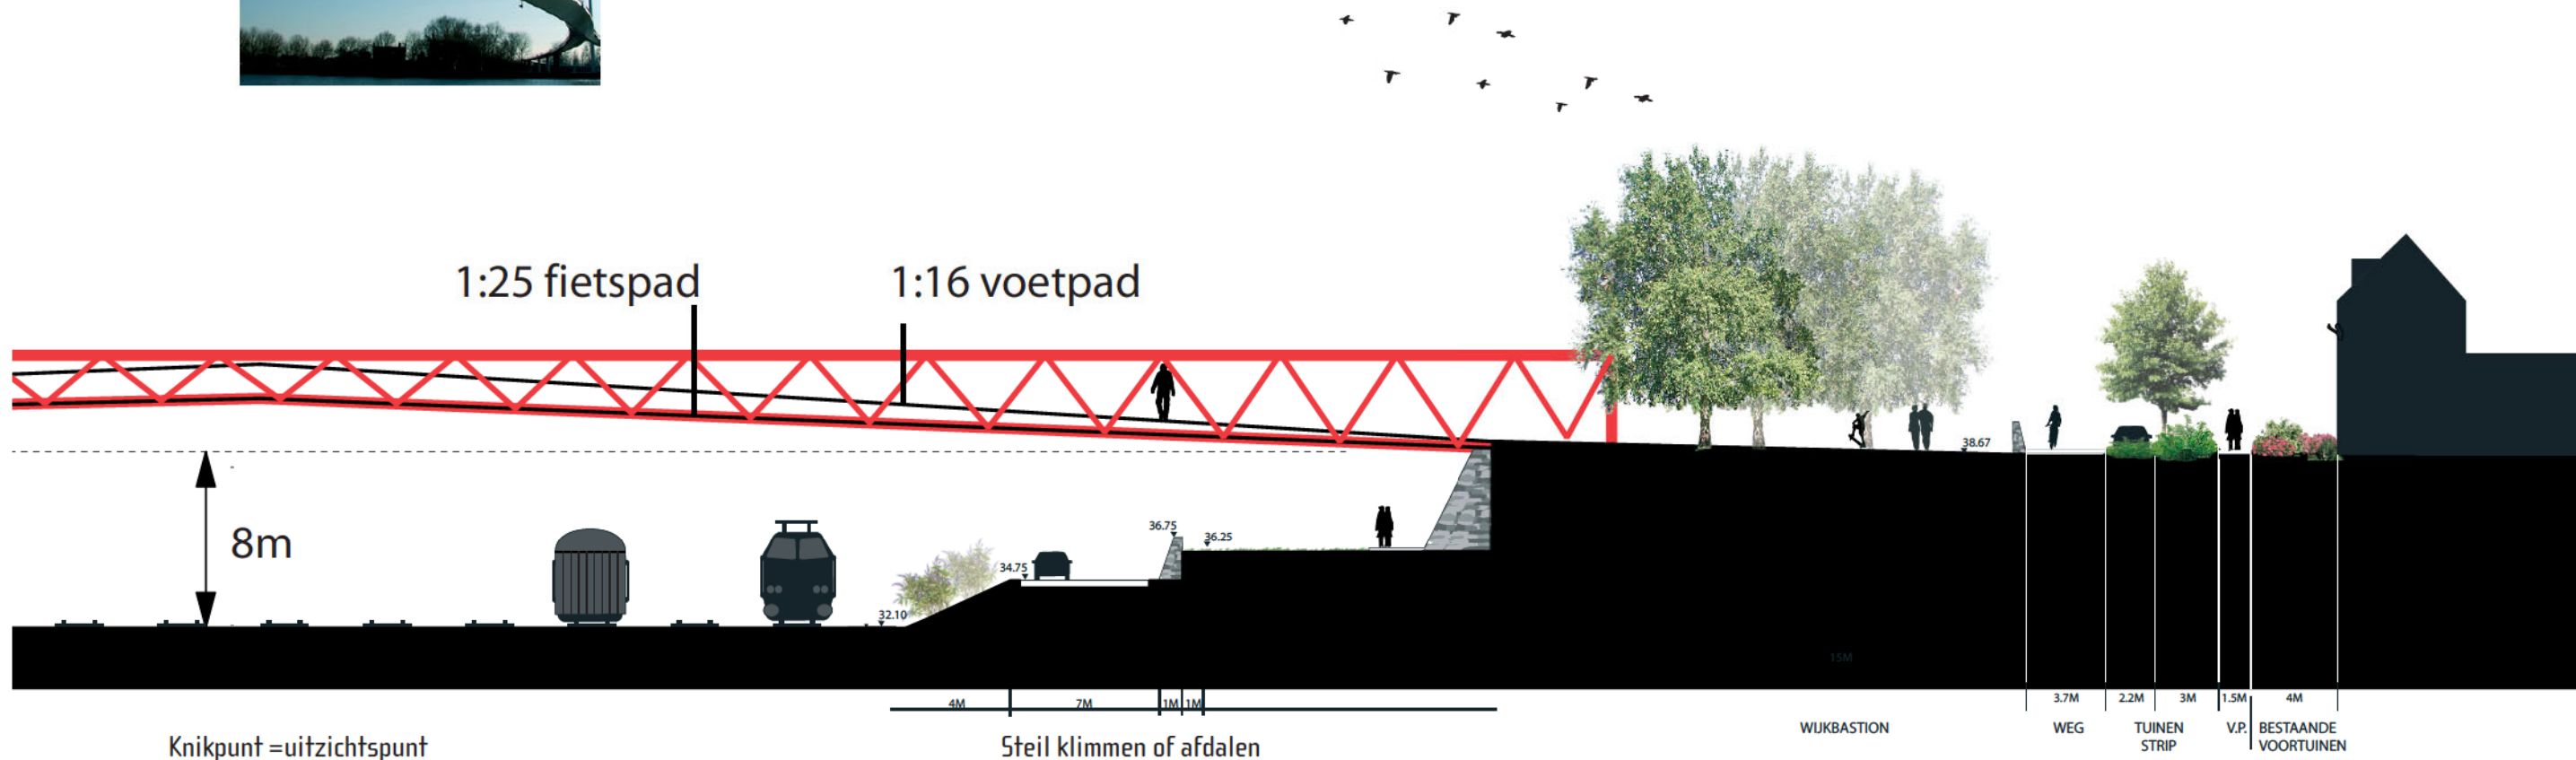 1:25 fietspad
1:16 voetpad
8m
38.67
36.75
36.25
34.75
32.10
15M
4M
7M
1M
1M
3.7M
2.2M
3M
1.5M
4M
WIJKBASTION
WEG
TUINEN
STRIP
V.P.
BESTAANDE
VOORTUINEN
Knikpunt =uitzichtspunt
Steil klimmen of afdalen